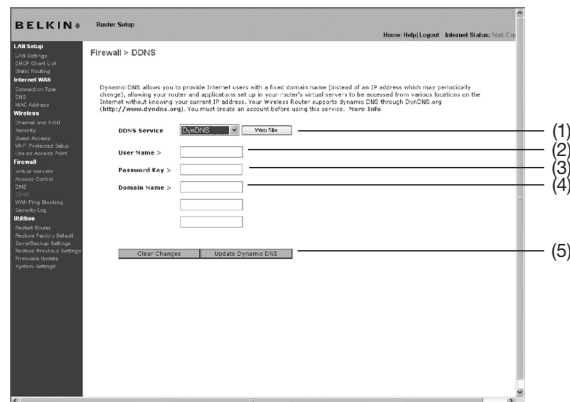 BELKIN®
Router Setup
Home|Help|Logout Internet Status:
LAN Setup
LAN Settings
DHCP Client List
Static Routing
Internet WAN
Connection Type
DNS
MAC Address
Wireless
Channel and SSID
Security
Guest Access
Wi-Fi Protected Setup
Use as Access Point
Firewall
Virtual Servers
Access Control
DMZ
DDNS
WAN Ping Blocking
Security Log
Utilities
Restart Router
Restore Factory Default
Save/Backup Settings
Restore Previous Settings
Firmware Update
System Settings
Firewall > DDNS
Dynamic DNS allows you to provide Internet users with a fixed domain name (instead of an IP address which may periodically
change), allowing your router and applications set up in your router's virtual servers to be accessed from various locations on the
Internet without knowing your current IP address. Your Wireless Router supports dynamic DNS through DynDNS.org
(http://www.dyndns.org). You must create an account before using this service. More Info
DDNS Service
DynDNS
Web Site
(1)
User Name >
(2)
Password Key >
(3)
Domain Name >
(4)
Clear Changes
Update Dynamic DNS
(5)